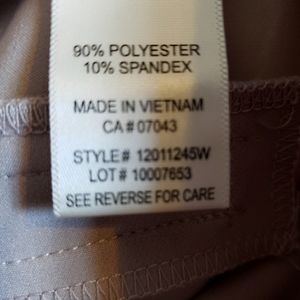 90% POLYESTER
10% SPANDEX
MADE IN VIETNAM
CA # 07043
STYLE# 12011245W
LOT# 10007653
SEE REVERSE FOR CARE